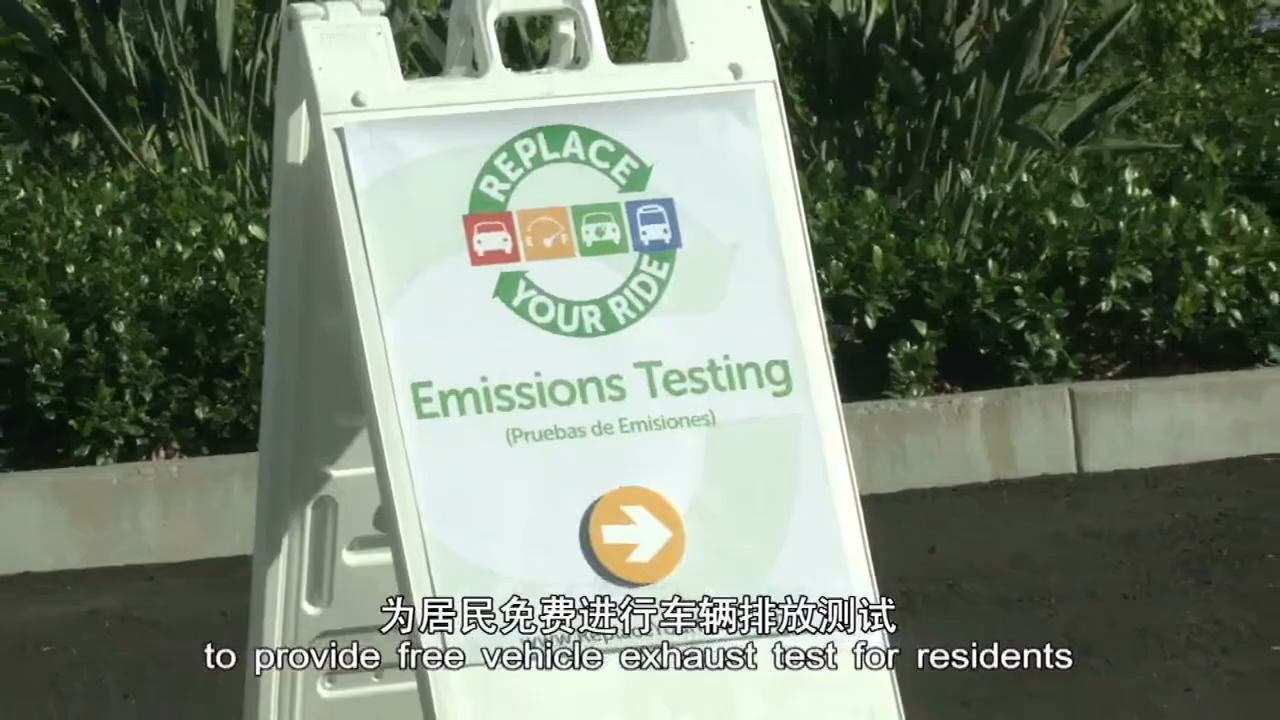 REPLACE
YOUR RIDE
Emissions Testing
(Pruebas de Emisiones)
为居民免费进行车辆排放测试
to provide free vehicle exhaust test for residents